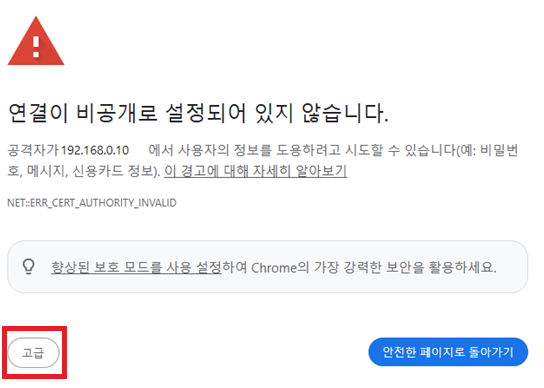 연결이 비공개로 설정되어 있지 않습니다.
공격자가 192.168.0.10 에서 사용자의 정보를 도용하려고 시도할 수 있습니다(예: 비밀번
호, 메시지, 신용카드 정보). 이 경고에 대해 자세히 알아보기
NET::ERR_CERT_AUTHORITY_INVALID
향상된 보호 모드를 사용 설정하여 Chrome의 가장 강력한 보안을 활용하세요.
고급
안전한 페이지로 돌아가기